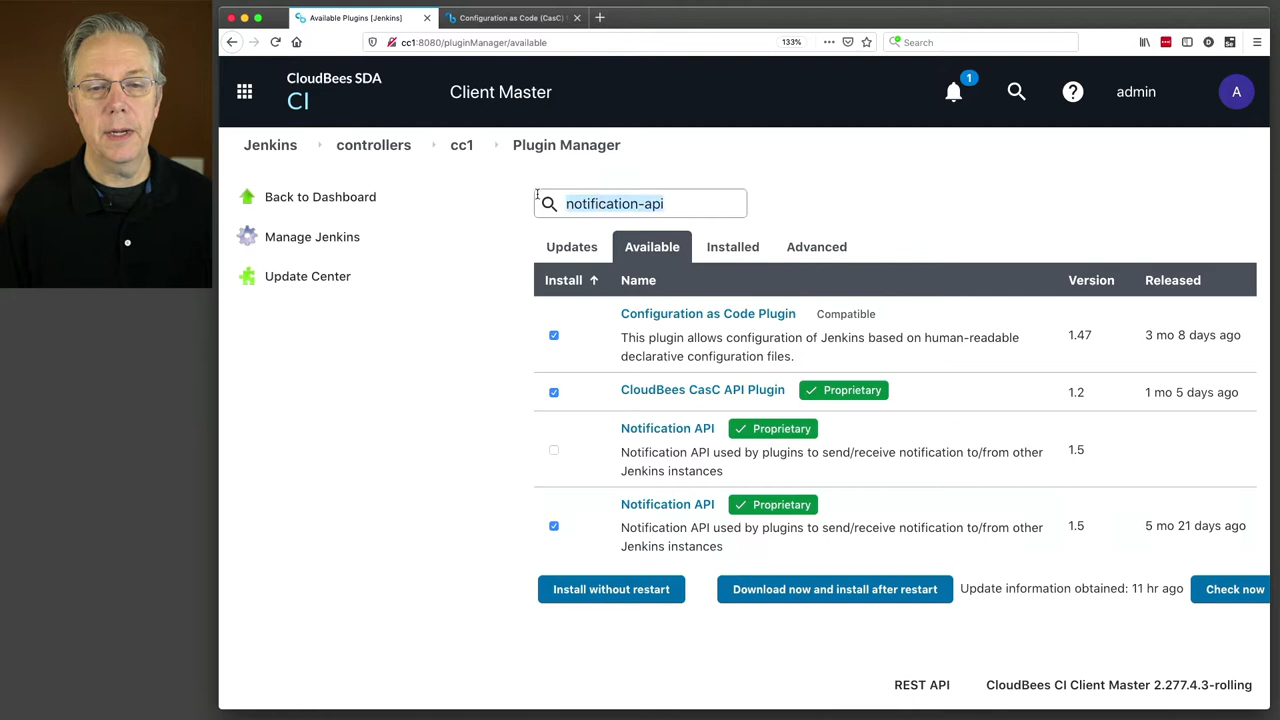 Available Plugins [Jenkins]
Configuration as Code (CasC)
cc1:8080/pluginManager/available
133%
Search
CloudBees SDA
CI
Client Master
1
admin
A
Jenkins
controllers
cc1
Plugin Manager
Back to Dashboard
Manage Jenkins
Update Center
notification-api
Updates
Available
Installed
Advanced
Install ↑
Name
Version
Released
Configuration as Code Plugin
Compatible
This plugin allows configuration of Jenkins based on human-readable
declarative configuration files.
1.47
3 mo 8 days ago
CloudBees CasC API Plugin
Proprietary
1.2
1 mo 5 days ago
Notification API
Proprietary
Notification API used by plugins to send/receive notification to/from other
Jenkins instances
1.5
Notification API
Proprietary
Notification API used by plugins to send/receive notification to/from other
Jenkins instances
1.5
5 mo 21 days ago
Install without restart
Download now and install after restart
Update information obtained: 11 hr ago
Check now
REST API
CloudBees CI Client Master 2.277.4.3-rolling